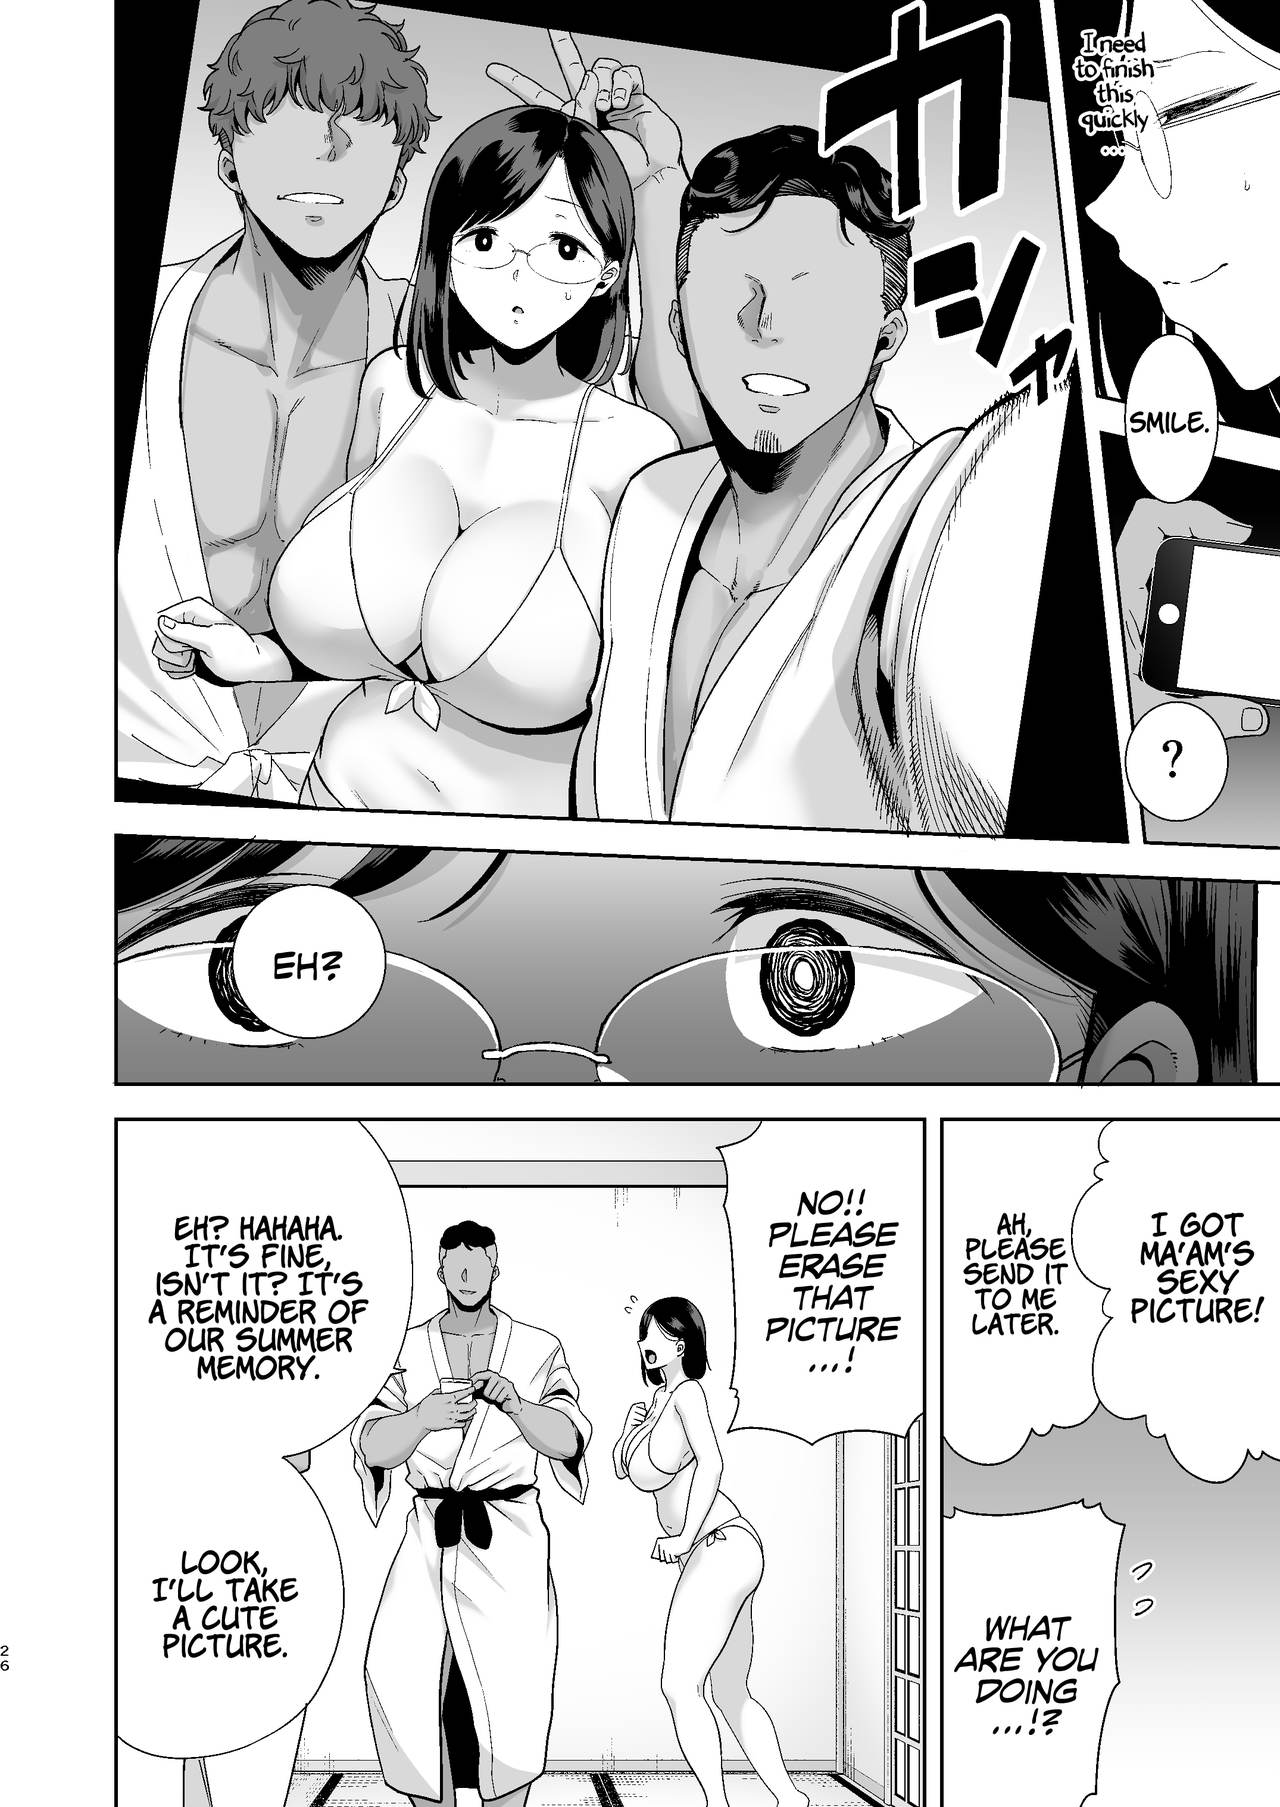 I need
to finish
this
quickly
...
SMILE.
?
カシャ
EH?
I GOT
MA'AM'S
SEXY
PICTURE!
AH,
PLEASE
SEND IT
TO ME
LATER.
WHAT
ARE YOU
DOING
...!?
NO!!
PLEASE
ERASE
THAT
PICTURE
...!
EH? HAHAHA.
IT'S FINE,
ISN'T IT? IT'S
A REMINDER OF
OUR SUMMER
MEMORY.
LOOK,
I'LL TAKE
A CUTE
PICTURE.
26